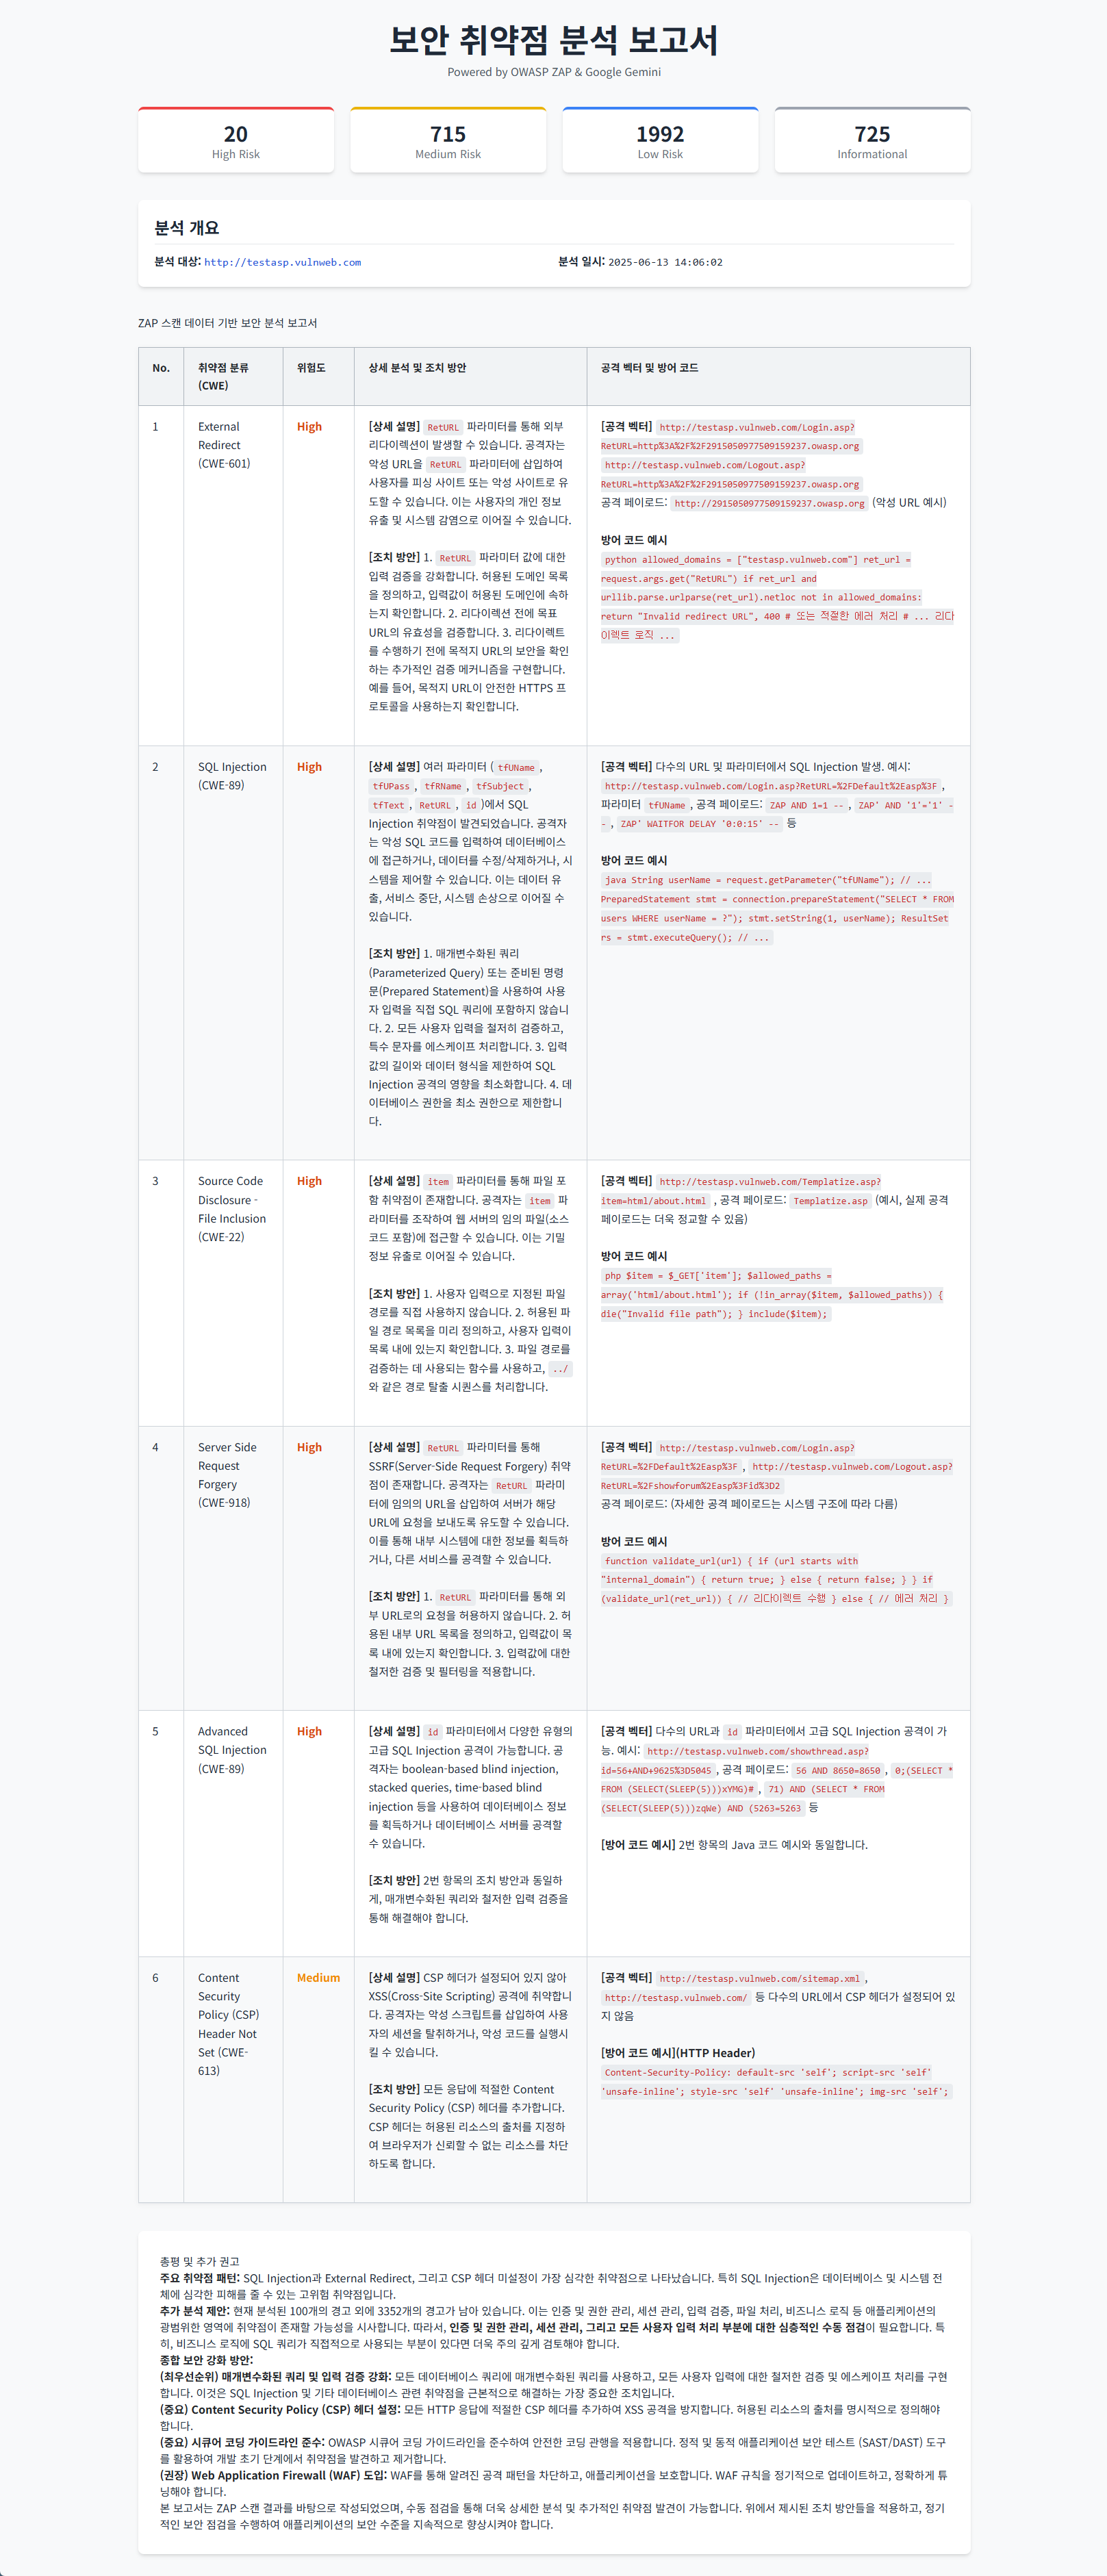 보안 취약점 분석 보고서
Powered by OWASP ZAP & Google Gemini
20
High Risk
715
Medium Risk
1992
Low Risk
725
Informational
분석 개요
분석 대상: http://testasp.vulnweb.com
분석 일시: 2025-06-13 14:06:02
ZAP 스캔 데이터 기반 보안 분석 보고서
No.
취약점 분류
(CWE)
위험도
상세 분석 및 조치 방안
공격 벡터 및 방어 코드
1
External
Redirect
(CWE-601)
High
[상세 설명] RetURL 파라미터를 통해 외부
리다이렉션이 발생할 수 있습니다. 공격자는
악성 URL을 RetURL 파라미터에 삽입하여
사용자를 피싱 사이트 또는 악성 사이트로 유
도할 수 있습니다. 이는 사용자의 개인 정보
유출 및 시스템 감염으로 이어질 수 있습니다.
[조치 방안] 1. RetURL 파라미터 값에 대한
입력 검증을 강화합니다. 허용된 도메인 목록
을 정의하고, 입력값이 허용된 도메인에 속하
는지 확인합니다. 2. 리다이렉션 전에 목표
URL의 유효성을 검증합니다. 3. 리다이렉트
를 수행하기 전에 목적지 URL의 보안을 확인
하는 추가적인 검증 메커니즘을 구현합니다.
예를 들어, 목적지 URL이 안전한 HTTPS 프
로토콜을 사용하는지 확인합니다.
[공격 벡터] http://testasp.vulnweb.com/Login.asp?
RetURL=http%3A%2F%2F2915050977509159237.owasp.org
http://testasp.vulnweb.com/Logout.asp?
RetURL=http%3A%2F%2F2915050977509159237.owasp.org
공격 페이로드: http://2915050977509159237.owasp.org (악성 URL 예시)
방어 코드 예시
python allowed_domains = ["testasp.vulnweb.com"] ret_url =
request.args.get("RetURL") if ret_url and
urllib.parse.urlparse(ret_url).netloc not in allowed_domains:
return "Invalid redirect URL", 400 # 또는 적절한 에러 처리 # ... 리다
이렉트 로직 ...
2
SQL Injection
(CWE-89)
High
[상세 설명] 여러 파라미터 ( tfUName ,
tfUPass , tfRName , tfSubject ,
tfText , RetURL , id )에서 SQL
Injection 취약점이 발견되었습니다. 공격자
는 악성 SQL 코드를 입력하여 데이터베이스
에 접근하거나, 데이터를 수정/삭제하거나, 시
스템을 제어할 수 있습니다. 이는 데이터 유
출, 서비스 중단, 시스템 손상으로 이어질 수
있습니다.
[조치 방안] 1. 매개변수화된 쿼리
(Parameterized Query) 또는 준비된 명령
문(Prepared Statement)을 사용하여 사용
자 입력을 직접 SQL 쿼리에 포함하지 않습니
다. 2. 모든 사용자 입력을 철저히 검증하고,
특수 문자를 에스케이프 처리합니다. 3. 입력
값의 길이와 데이터 형식을 제한하여 SQL
Injection 공격의 영향을 최소화합니다. 4. 데
이터베이스 권한을 최소 권한으로 제한합니
다.
[공격 벡터] 다수의 URL 및 파라미터에서 SQL Injection 발생. 예시:
http://testasp.vulnweb.com/Login.asp?RetURL=%2FDefault%2Easp%3F ,
파라미터 tfUName , 공격 페이로드: ZAP AND 1=1 -- , ZAP' AND '1'='1' -
- , ZAP' WAITFOR DELAY '0:0:15' -- 등
방어 코드 예시
java String userName = request.getParameter("tfUName"); // ...
PreparedStatement stmt = connection.prepareStatement("SELECT * FROM
users WHERE userName = ?"); stmt.setString(1, userName); ResultSet
rs = stmt.executeQuery(); // ...
3
Source Code
Disclosure -
File Inclusion
(CWE-22)
High
[상세 설명] item 파라미터를 통해 파일 포
함 취약점이 존재합니다. 공격자는 item 파
라미터를 조작하여 웹 서버의 임의 파일(소스
코드 포함)에 접근할 수 있습니다. 이는 기밀
정보 유출로 이어질 수 있습니다.
[조치 방안] 1. 사용자 입력으로 지정된 파일
경로를 직접 사용하지 않습니다. 2. 허용된 파
일 경로 목록을 미리 정의하고, 사용자 입력이
목록 내에 있는지 확인합니다. 3. 파일 경로를
검증하는 데 사용되는 함수를 사용하고, ../
와 같은 경로 탈출 시퀀스를 처리합니다.
[공격 벡터] http://testasp.vulnweb.com/Templatize.asp?
item=html/about.html , 공격 페이로드: Templatize.asp (예시, 실제 공격
페이로드는 더욱 정교할 수 있음)
방어 코드 예시
php $item = $_GET['item']; $allowed_paths =
array('html/about.html'); if (!in_array($item, $allowed_paths)) {
die("Invalid file path"); } include($item);
4
Server Side
Request
Forgery
(CWE-918)
High
[상세 설명] RetURL 파라미터를 통해
SSRF(Server-Side Request Forgery) 취약
점이 존재합니다. 공격자는 RetURL 파라미
터에 임의의 URL을 삽입하여 서버가 해당
URL에 요청을 보내도록 유도할 수 있습니다.
이를 통해 내부 시스템에 대한 정보를 획득하
거나, 다른 서비스를 공격할 수 있습니다.
[조치 방안] 1. RetURL 파라미터를 통해 외
부 URL로의 요청을 허용하지 않습니다. 2. 허
용된 내부 URL 목록을 정의하고, 입력값이 목
록 내에 있는지 확인합니다. 3. 입력값에 대한
철저한 검증 및 필터링을 적용합니다.
[공격 벡터] http://testasp.vulnweb.com/Login.asp?
RetURL=%2FDefault%2Easp%3F , http://testasp.vulnweb.com/Logout.asp?
RetURL=%2Fshowforum%2Easp%3Fid%3D2
공격 페이로드: (자세한 공격 페이로드는 시스템 구조에 따라 다름)
방어 코드 예시
function validate_url(url) { if (url starts with
"internal_domain") { return true; } else { return false; } } if
(validate_url(ret_url)) { // 리다이렉트 수행 } else { // 에러 처리 }
5
Advanced
SQL Injection
(CWE-89)
High
[상세 설명] id 파라미터에서 다양한 유형의
고급 SQL Injection 공격이 가능합니다. 공
격자는 boolean-based blind injection,
stacked queries, time-based blind
injection 등을 사용하여 데이터베이스 정보
를 획득하거나 데이터베이스 서버를 공격할
수 있습니다.
[조치 방안] 2번 항목의 조치 방안과 동일하
게, 매개변수화된 쿼리와 철저한 입력 검증을
통해 해결해야 합니다.
[공격 벡터] 다수의 URL과 id 파라미터에서 고급 SQL Injection 공격이 가
능. 예시: http://testasp.vulnweb.com/showthread.asp?
id=56+AND+9625%3D5045 , 공격 페이로드: 56 AND 8650=8650 , 0;(SELECT *
FROM (SELECT(SLEEP(5)))xYMG)# , 71) AND (SELECT * FROM
(SELECT(SLEEP(5)))zqWe) AND (5263=5263 등
[방어 코드 예시] 2번 항목의 Java 코드 예시와 동일합니다.
6
Content
Security
Policy (CSP)
Header Not
Set (CWE-
613)
Medium
[상세 설명] CSP 헤더가 설정되어 있지 않아
XSS(Cross-Site Scripting) 공격에 취약합니
다. 공격자는 악성 스크립트를 삽입하여 사용
자의 세션을 탈취하거나, 악성 코드를 실행시
킬 수 있습니다.
[조치 방안] 모든 응답에 적절한 Content
Security Policy (CSP) 헤더를 추가합니다.
CSP 헤더는 허용된 리소스의 출처를 지정하
여 브라우저가 신뢰할 수 없는 리소스를 차단
하도록 합니다.
[공격 벡터] http://testasp.vulnweb.com/sitemap.xml ,
http://testasp.vulnweb.com/ 등 다수의 URL에서 CSP 헤더가 설정되어 있
지 않음
[방어 코드 예시](HTTP Header)
Content-Security-Policy: default-src 'self'; script-src 'self'
'unsafe-inline'; style-src 'self' 'unsafe-inline'; img-src 'self';
총평 및 추가 권고
주요 취약점 패턴: SQL Injection과 External Redirect, 그리고 CSP 헤더 미설정이 가장 심각한 취약점으로 나타났습니다. 특히 SQL Injection은 데이터베이스 및 시스템 전
체에 심각한 피해를 줄 수 있는 고위험 취약점입니다.
추가 분석 제안: 현재 분석된 100개의 경고 외에 3352개의 경고가 남아 있습니다. 이는 인증 및 권한 관리, 세션 관리, 입력 검증, 파일 처리, 비즈니스 로직 등 애플리케이션의
광범위한 영역에 취약점이 존재할 가능성을 시사합니다. 따라서, 인증 및 권한 관리, 세션 관리, 그리고 모든 사용자 입력 처리 부분에 대한 심층적인 수동 점검이 필요합니다. 특
히, 비즈니스 로직에 SQL 쿼리가 직접적으로 사용되는 부분이 있다면 더욱 주의 깊게 검토해야 합니다.
종합 보안 강화 방안:
(최우선순위) 매개변수화된 쿼리 및 입력 검증 강화: 모든 데이터베이스 쿼리에 매개변수화된 쿼리를 사용하고, 모든 사용자 입력에 대한 철저한 검증 및 에스케이프 처리를 구현
합니다. 이것은 SQL Injection 및 기타 데이터베이스 관련 취약점을 근본적으로 해결하는 가장 중요한 조치입니다.
(중요) Content Security Policy (CSP) 헤더 설정: 모든 HTTP 응답에 적절한 CSP 헤더를 추가하여 XSS 공격을 방지합니다. 허용된 리소스의 출처를 명시적으로 정의해야
합니다.
(중요) 시큐어 코딩 가이드라인 준수: OWASP 시큐어 코딩 가이드라인을 준수하여 안전한 코딩 관행을 적용합니다. 정적 및 동적 애플리케이션 보안 테스트 (SAST/DAST) 도구
를 활용하여 개발 초기 단계에서 취약점을 발견하고 제거합니다.
(권장) Web Application Firewall (WAF) 도입: WAF를 통해 알려진 공격 패턴을 차단하고, 애플리케이션을 보호합니다. WAF 규칙을 정기적으로 업데이트하고, 정확하게 튜
닝해야 합니다.
본 보고서는 ZAP 스캔 결과를 바탕으로 작성되었으며, 수동 점검을 통해 더욱 상세한 분석 및 추가적인 취약점 발견이 가능합니다. 위에서 제시된 조치 방안들을 적용하고, 정기
적인 보안 점검을 수행하여 애플리케이션의 보안 수준을 지속적으로 향상시켜야 합니다.